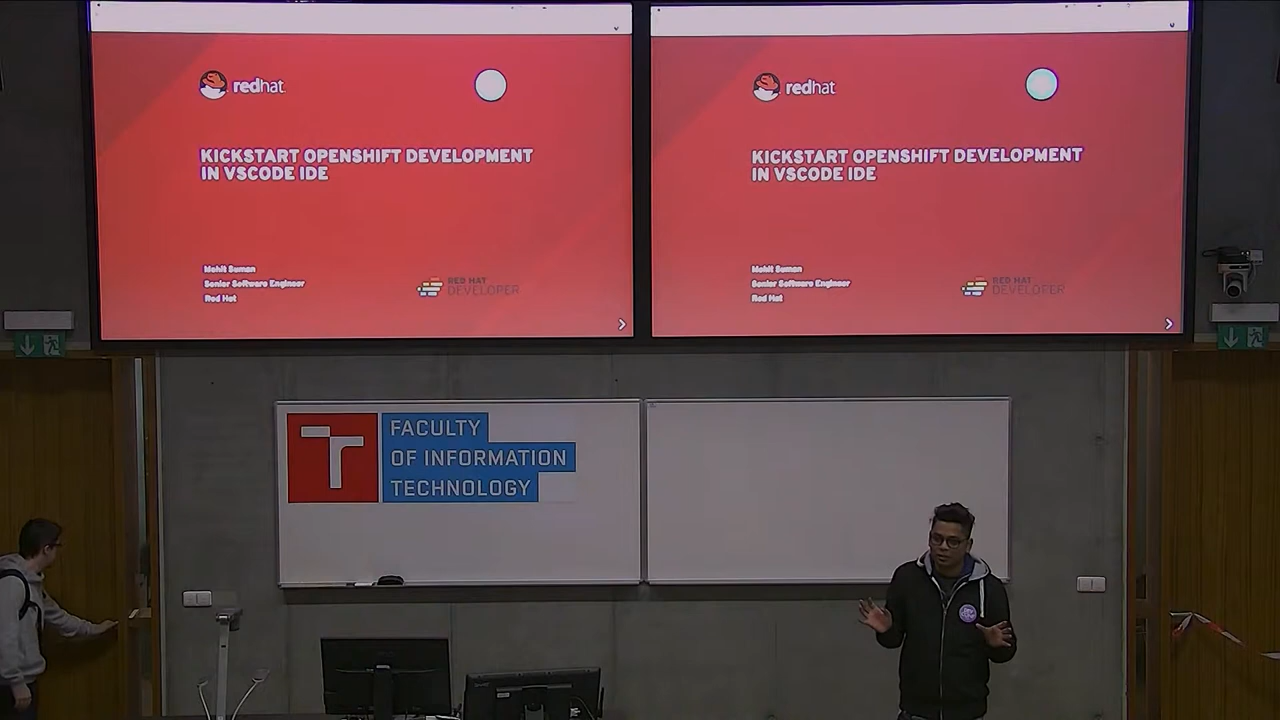 redhat.
KICKSTART OPENSHIFT DEVELOPMENT
IN VSCODE IDE
Mohit Suman
Senior Software Engineer
Red Hat
RED HAT
DEVELOPER
redhat
KICKSTART OPENSHIFT DEVELOPMENT
IN VSCODE IDE
Mohit Suman
Senior Software Engineer
Red Hat
RED HAT
DEVELOPER
T
FACULTY
OF INFORMATION
TECHNOLOGY